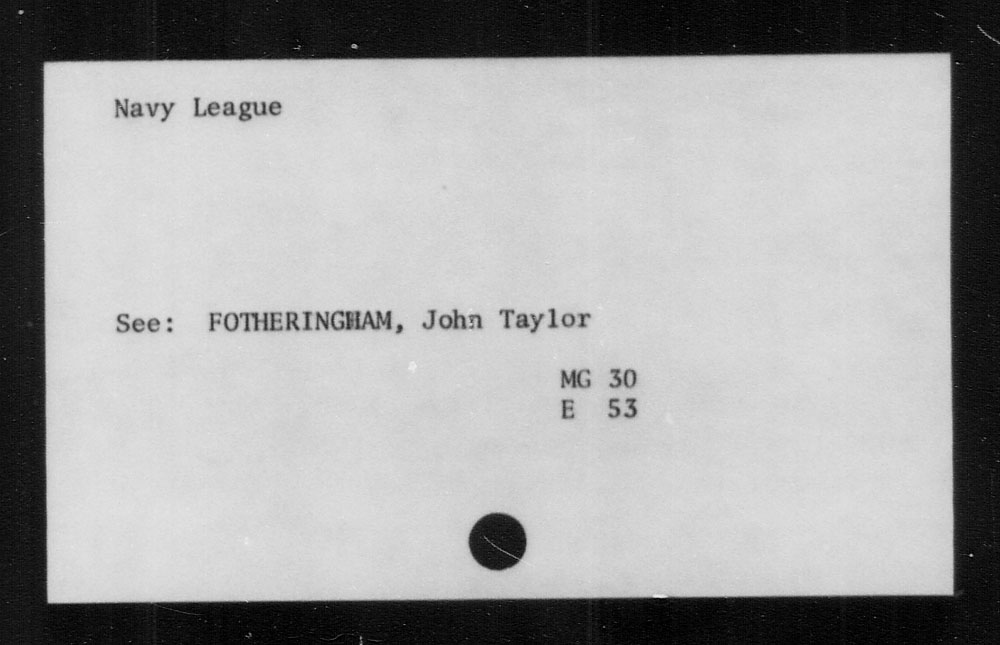 Navy League
See: FOTHERINGHAM, John Taylor
MG 30
E 53